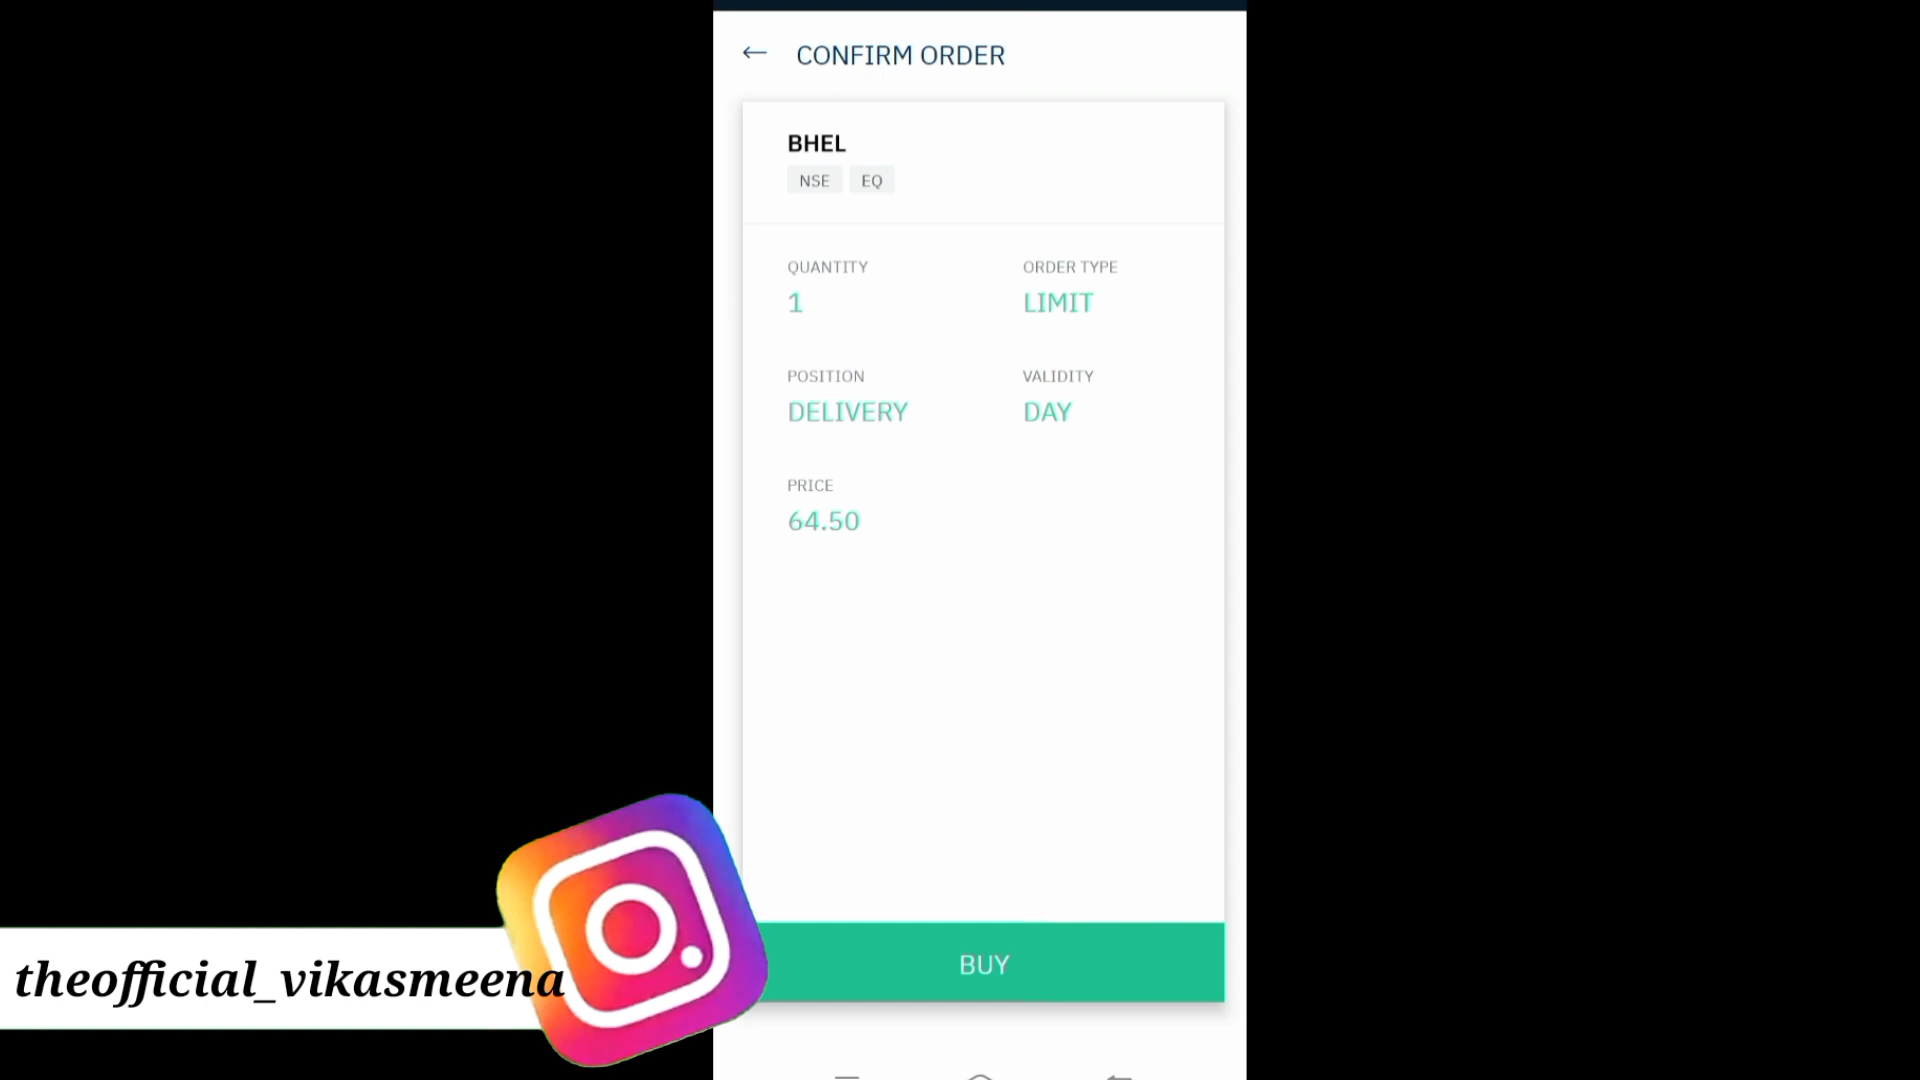 CONFIRM ORDER
BHEL
NSE EQ
QUANTITY ORDER TYPE
1 LIMIT
POSITION VALIDITY
DELIVERY DAY
PRICE
64.50
BUY
theofficial_vikasmeena